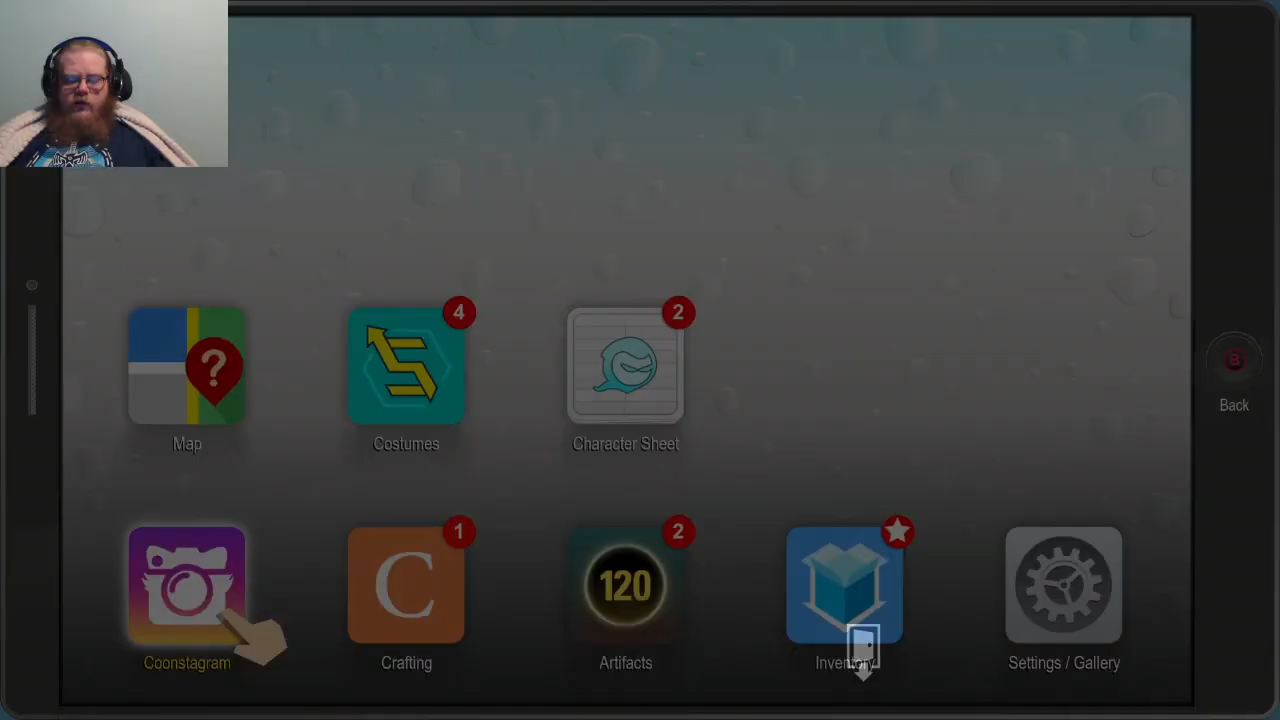 4
2
?
B
Back
Map
Costumes
Character Sheet
1
2
C
120
Coonstagram
Crafting
Artifacts
Inventory
Settings / Gallery